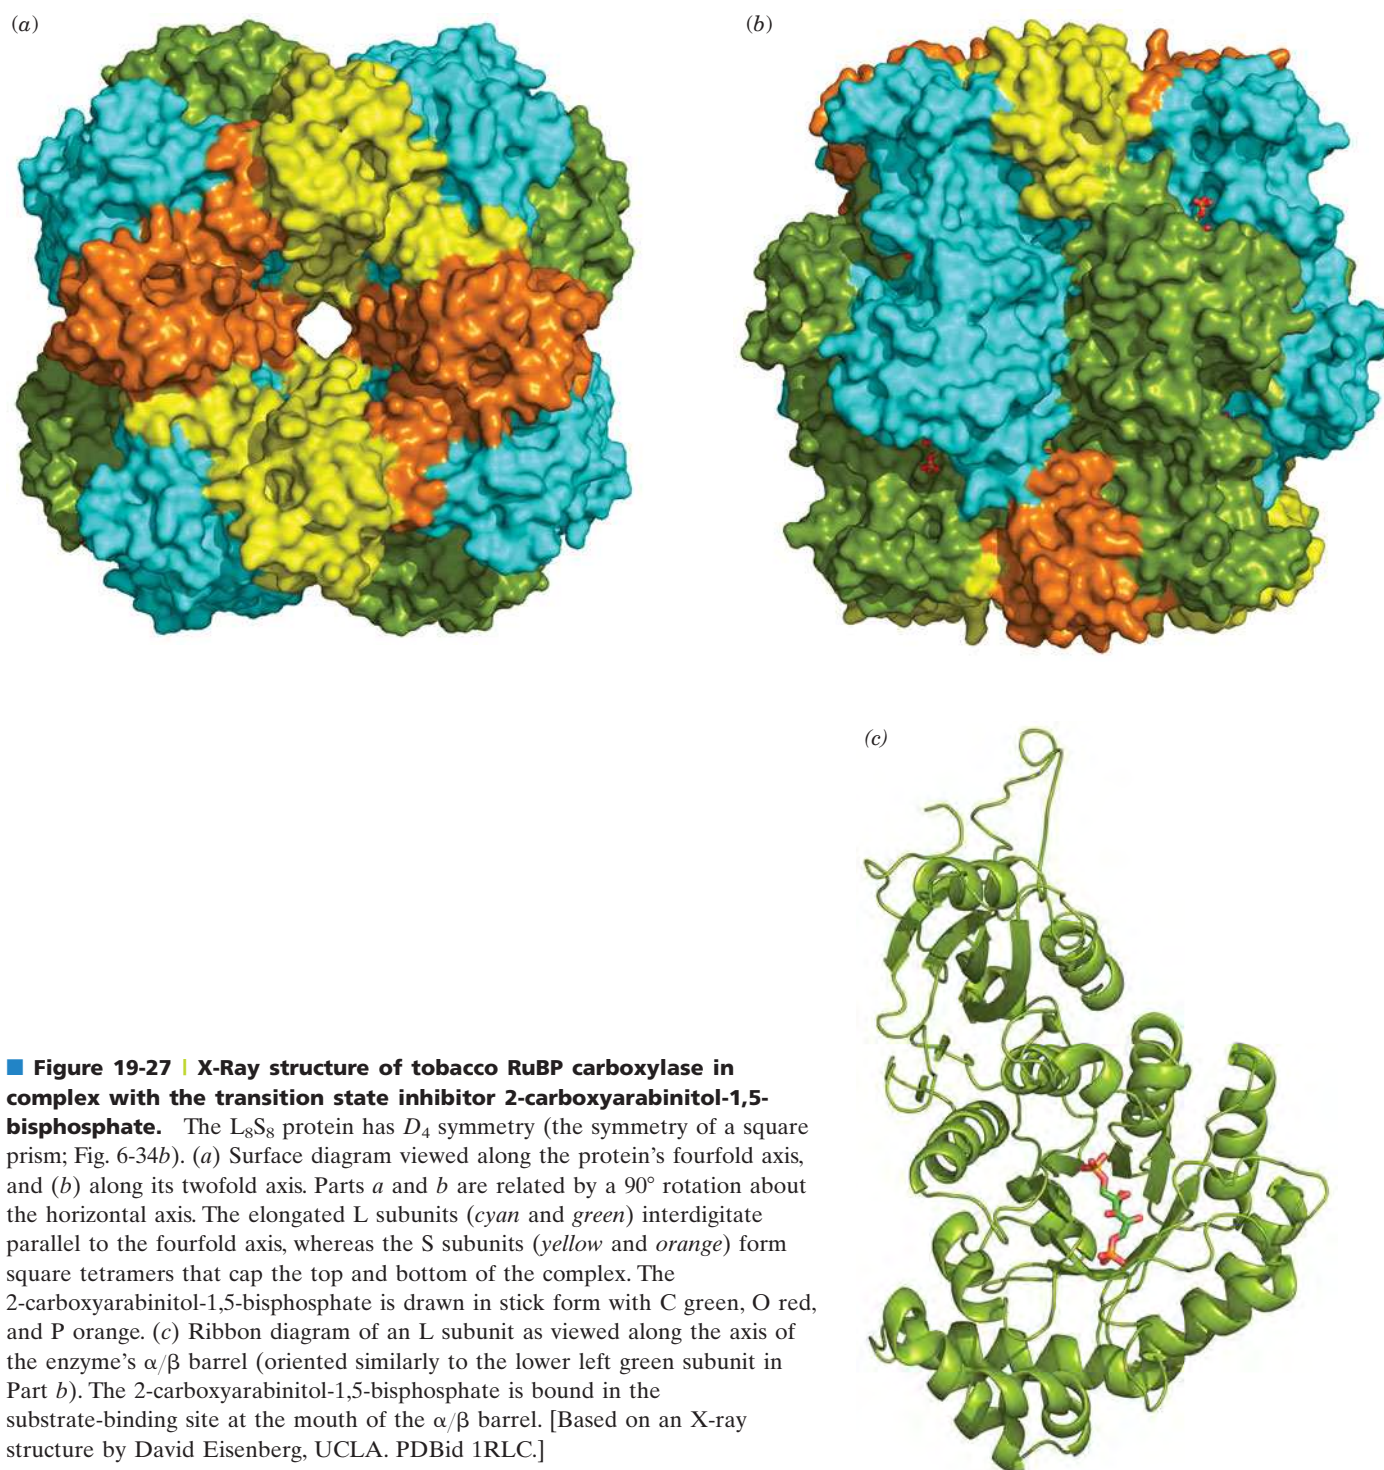 (a)
(b)
(c)
■ Figure 19-27 | X-Ray structure of tobacco RuBP carboxylase in
complex with the transition state inhibitor 2-carboxyarabinitol-1,5-
bisphosphate. The L₈S₈ protein has D₄ symmetry (the symmetry of a square
prism; Fig. 6-34b). (a) Surface diagram viewed along the protein's fourfold axis,
and (b) along its twofold axis. Parts a and b are related by a 90° rotation about
the horizontal axis. The elongated L subunits (cyan and green) interdigitate
parallel to the fourfold axis, whereas the S subunits (yellow and orange) form
square tetramers that cap the top and bottom of the complex. The
2-carboxyarabinitol-1,5-bisphosphate is drawn in stick form with C green, O red,
and P orange. (c) Ribbon diagram of an L subunit as viewed along the axis of
the enzyme's α/β barrel (oriented similarly to the lower left green subunit in
Part b). The 2-carboxyarabinitol-1,5-bisphosphate is bound in the
substrate-binding site at the mouth of the α/β barrel. [Based on an X-ray
structure by David Eisenberg, UCLA. PDBid 1RLC.]